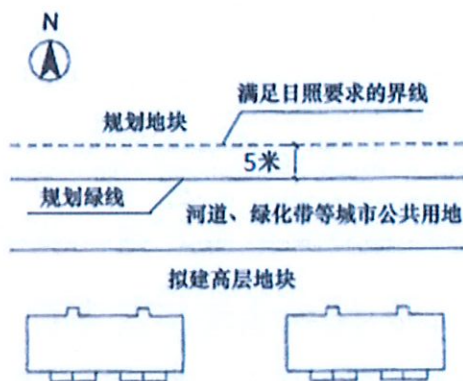 N
满足日照要求的界线
规划地块
5米
规划绿线
河道、绿化带等城市公共用地
拟建高层地块